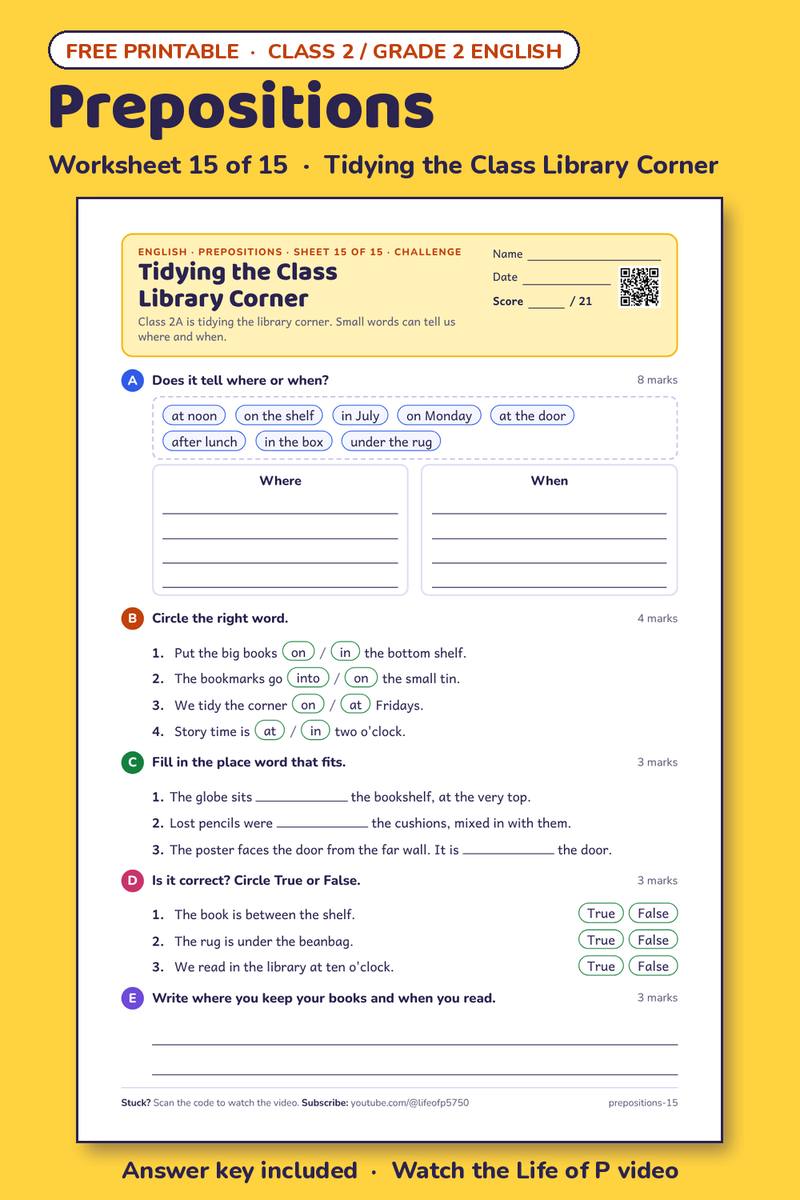 FREE PRINTABLE · CLASS 2 / GRADE 2 ENGLISH
Prepositions
Worksheet 15 of 15 · Tidying the Class Library Corner
ENGLISH · PREPOSITIONS · SHEET 15 OF 15 · CHALLENGE
Tidying the Class
Library Corner
Class 2A is tidying the library corner. Small words can tell us
where and when.
Name
Date
Score ______ / 21
A Does it tell where or when? 8 marks
at noon on the shelf in July on Monday at the door
after lunch in the box under the rug
Where When
B Circle the right word. 4 marks
1. Put the big books on / in the bottom shelf.
2. The bookmarks go into / on the small tin.
3. We tidy the corner on / at Fridays.
4. Story time is at / in two o'clock.
C Fill in the place word that fits. 3 marks
1. The globe sits ____________ the bookshelf, at the very top.
2. Lost pencils were ____________ the cushions, mixed in with them.
3. The poster faces the door from the far wall. It is ____________ the door.
D Is it correct? Circle True or False. 3 marks
1. The book is between the shelf. True False
2. The rug is under the beanbag. True False
3. We read in the library at ten o'clock. True False
E Write where you keep your books and when you read. 3 marks
Stuck? Scan the code to watch the video. Subscribe: youtube.com/@lifeofp5750 prepositions-15
Answer key included · Watch the Life of P video